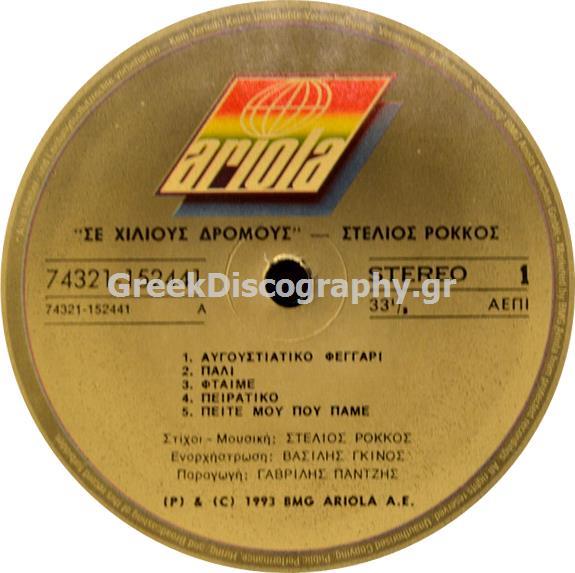 ariola
"ΣΕ ΧΙΛΙΟΥΣ ΔΡΟΜΟΥΣ" — ΣΤΕΛΙΟΣ ΡΟΚΚΟΣ
74321-152441
STEREO 1
GreekDiscography.gr
74321-152441 A
33⅓ ΑΕΠΙ
1. ΑΥΓΟΥΣΤΙΑΤΙΚΟ ΦΕΓΓΑΡΙ
2. ΠΑΛΙ
3. ΦΤΑΙΜΕ
4. ΠΕΙΡΑΤΙΚΟ
5. ΠΕΙΤΕ ΜΟΥ ΠΟΥ ΠΑΜΕ
Στίχοι - Μουσική: ΣΤΕΛΙΟΣ ΡΟΚΚΟΣ
Ενορχήστρωση: ΒΑΣΙΛΗΣ ΓΚΙΝΟΣ
Παραγωγή: ΓΑΒΡΙΛΗΣ ΠΑΝΤΖΗΣ
(P) & (C) 1993 BMG ARIOLA A.E.